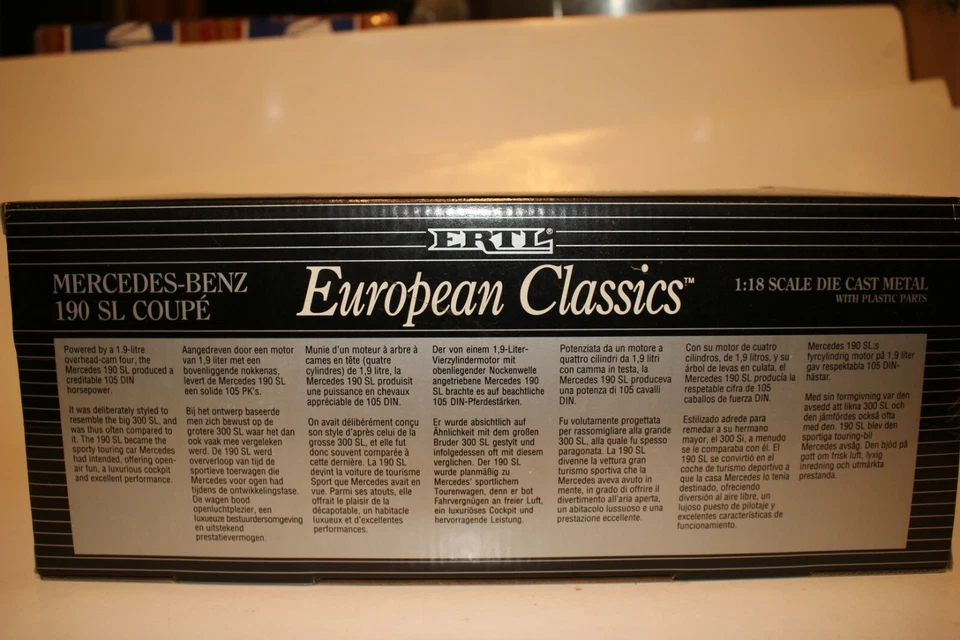 ERTL®
MERCEDES-BENZ
190 SL COUPÉ
European Classics™
1:18 SCALE DIE CAST METAL
WITH PLASTIC PARTS
Powered by a 1.9-litre
overhead-cam four, the
Mercedes 190 SL produced a
creditable 105 DIN
horsepower.
It was deliberately styled to
resemble the big 300 SL, and
was thus often compared to
it. The 190 SL became the
sporty touring car Mercedes
had intended, offering open-
air fun, a luxurious cockpit
and excellent performance.
Aangedreven door een motor
van 1,9 liter met een
bovenliggende nokkenas,
levert de Mercedes 190 SL
een solide 105 PK's.
Bij het ontwerp baseerde
men zich bewust op de
grotere 300 SL waar het dan
ook vaak mee vergeleken
werd. De 190 SL werd
oververloop van tijd de
sportieve toerwagen die
Mercedes voor ogen had
tijdens de ontwikkelingsfase.
De wagen bood
openluchtplezier, een
luxueuze bestuurdersomgeving
en uitstekend
prestatievermogen.
Munie d'un moteur à arbre à
cames en tête (quatre
cylindres) de 1,9 litre, la
Mercedes 190 SL produisit
une puissance en chevaux
appréciable de 105 DIN.
On avait délibérément conçu
son style d'après celui de la
grosse 300 SL, et elle fut
donc souvent comparée à
cette dernière. La 190 SL
devint la voiture de tourisme
Sport que Mercedes avait en
vue. Parmi ses atouts, elle
offrait le plaisir de la
décapotable, un habitacle
luxueux et d'excellentes
performances.
Der von einem 1,9-Liter-
Vierzylindermotor mit
obenliegender Nockenwelle
angetriebene Mercedes 190
SL brachte es auf beachtliche
105 DIN-Pferdestärken.
Er wurde absichtlich auf
Ähnlichkeit mit dem großen
Bruder 300 SL gestylt und
infolgedessen oft mit diesem
verglichen. Der 190 SL
wurde planmäßig zu
Mercedes' sportlichem
Tourenwagen, denn er bot
Fahrvergnügen an freier Luft,
ein luxuriöses Cockpit und
hervorragende Leistung.
Potenziata da un motore a
quattro cilindri da 1,9 litri
con camma in testa, la
Mercedes 190 SL produceva
una potenza di 105 cavalli
DIN.
Fu volutamente progettata
per rassomigliare alla grande
300 SL, alla quale fu spesso
paragonata. La 190 SL
divenne la vettura gran
turismo sportiva che la
Mercedes aveva avuto in
mente, in grado di offrire il
divertimento all'aria aperta,
un abitacolo lussuoso e una
prestazione eccellente.
Con su motor de cuatro
cilindros, de 1,9 litros, y su
árbol de levas en culata, el
Mercedes 190 SL producía la
respetable cifra de 105
caballos de fuerza DIN.
Estilizado adrede para
remedar a su hermano
mayor, el 300 Sl, a menudo
se le comparaba con él. El
190 SL se convirtió en el
coche de turismo deportivo a
que la casa Mercedes lo tenía
destinado, ofreciendo
diversión al aire libre, un
lujoso puesto de pilotaje y
excelentes características de
funcionamiento.
Mercedes 190 SL:s
fyrcylindrig motor på 1,9 liter
gav respektabla 105 DIN-
hästar.
Med sin formgivning var den
avsedd att likna 300 SL och
den jämfördes också ofta
med den. 190 SL blev den
sportiga touring-bil
Mercedes avsåg. Den bjöd på
gott om frisk luft, lyxig
inredning och utmärkta
prestanda.